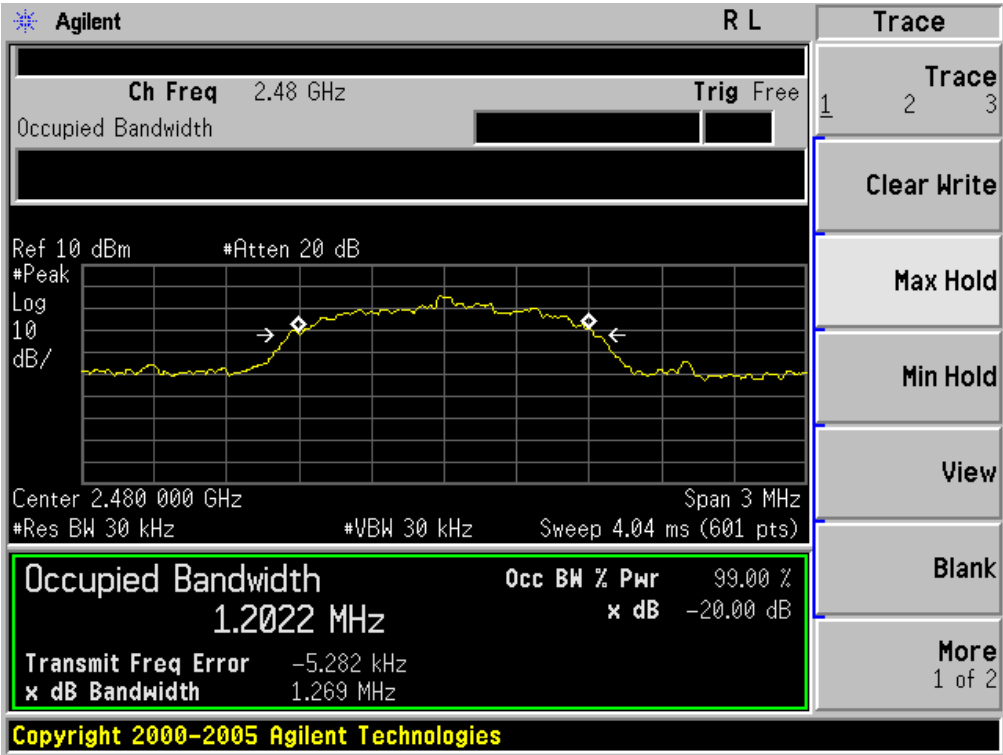 Agilent R L Trace
Ch Freq 2.48 GHz Trig Free
Occupied Bandwidth
Trace
1 2 3
Clear Write
Max Hold
Min Hold
View
Blank
More
1 of 2
Ref 10 dBm #Atten 20 dB
#Peak
Log
10
dB/
Center 2.480 000 GHz Span 3 MHz
#Res BW 30 kHz #VBW 30 kHz Sweep 4.04 ms (601 pts)
Occupied Bandwidth Occ BW % Pwr 99.00 %
1.2022 MHz x dB -20.00 dB
Transmit Freq Error -5.282 kHz
x dB Bandwidth 1.269 MHz
Copyright 2000-2005 Agilent Technologies